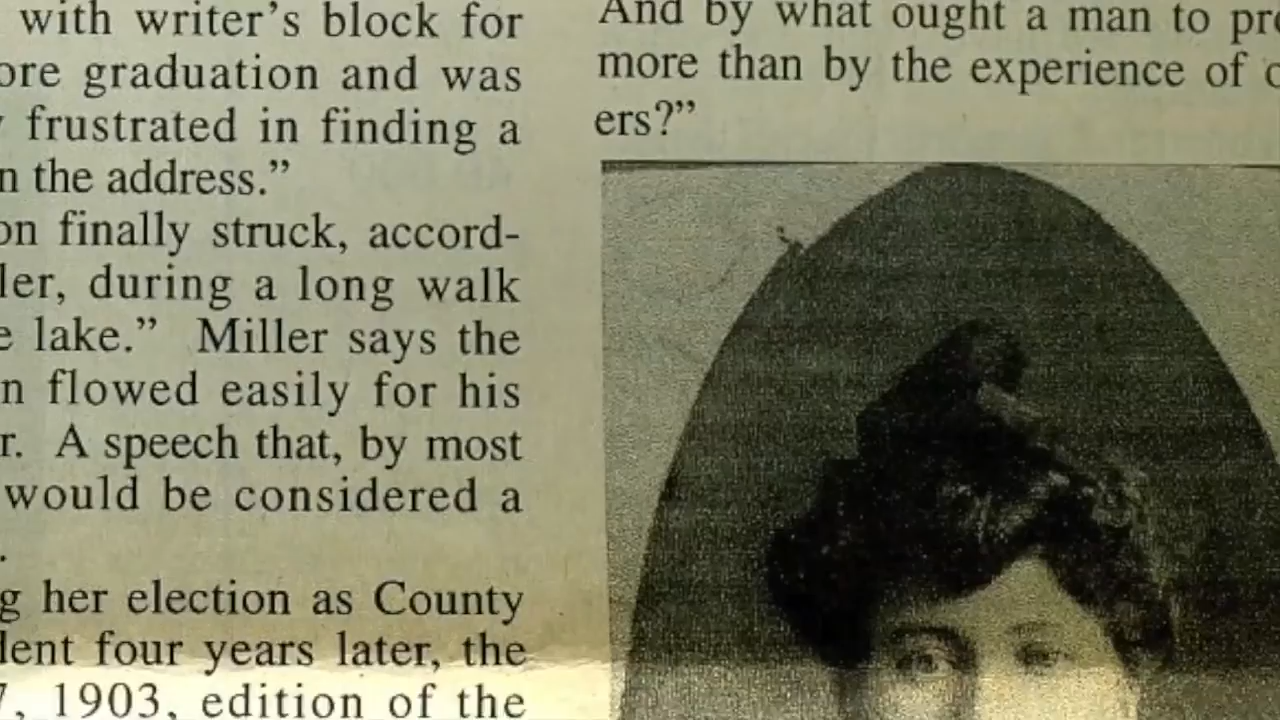 with writer's block for
ore graduation and was
frustrated in finding a
n the address.”
on finally struck, accord-
ler, during a long walk
e lake.”  Miller says the
n flowed easily for his
r.  A speech that, by most
would be considered a
.
g her election as County
dent four years later, the
7, 1903, edition of the
And by what ought a man to pro
more than by the experience of o
ers?”